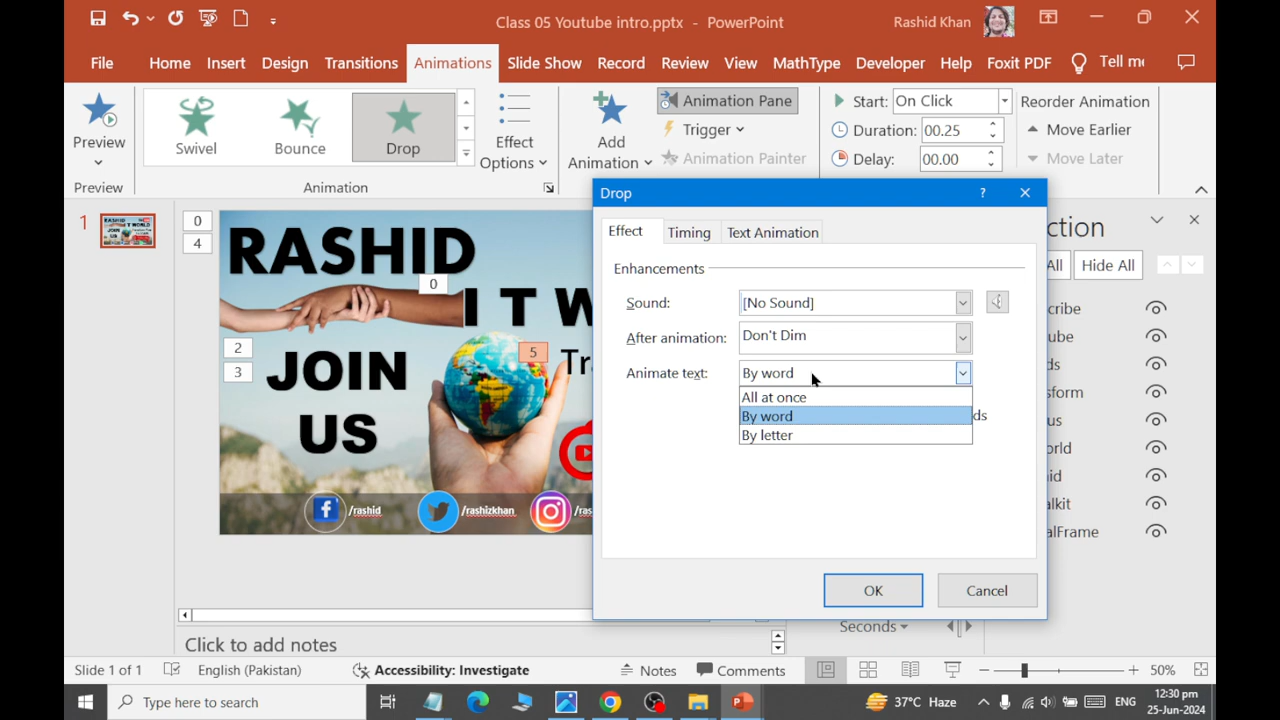 Class 05 Youtube intro.pptx - PowerPoint
Rashid Khan
File Home Insert Design Transitions Animations Slide Show Record Review View MathType Developer Help Foxit PDF Tell me
Preview
Preview
Swivel
Bounce
Drop
Animation
Effect
Options
Add
Animation
Animation Pane
Trigger
Animation Painter
Start: On Click
Duration: 00.25
Delay: 00.00
Reorder Animation
Move Earlier
Move Later
Drop
?
Effect Timing Text Animation
Enhancements
Sound: [No Sound]
After animation: Don't Dim
Animate text: By word
All at once
By word
By letter
ds
OK Cancel
ction
All Hide All
cribe
ube
ds
sform
us
orld
id
alkit
alFrame
1
0
4
0
2
3
5
RASHID
I T W
JOIN
US
Tr
/rashid
/rashizkhan
/ras
Click to add notes
Seconds
Slide 1 of 1 English (Pakistan) Accessibility: Investigate Notes Comments 50%
Type here to search
37°C Haze
ENG
12:30 pm
25-Jun-2024